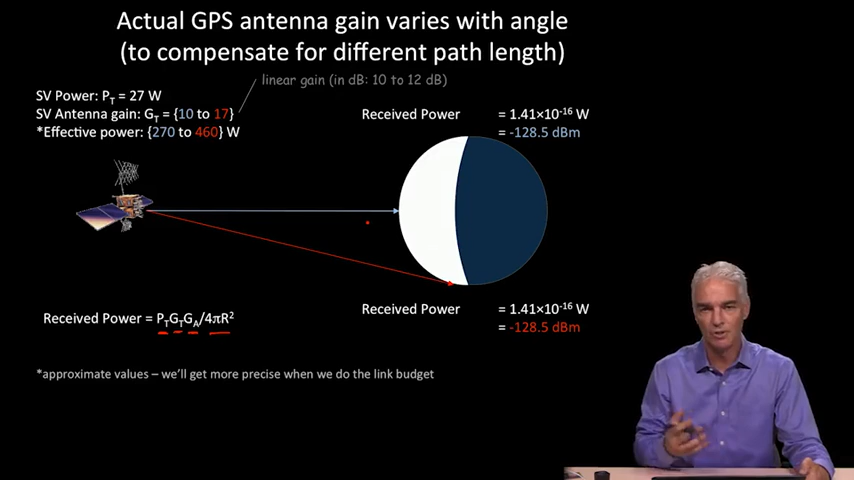 Actual GPS antenna gain varies with angle
(to compensate for different path length)
linear gain (in dB: 10 to 12 dB)
SV Power: PT = 27 W
SV Antenna gain: GT = {10 to 17}
*Effective power: {270 to 460} W
Received Power = 1.41×10⁻¹⁶ W
= -128.5 dBm
Received Power = PTGTGA/4πR²
Received Power = 1.41×10⁻¹⁶ W
= -128.5 dBm
*approximate values – we'll get more precise when we do the link budget